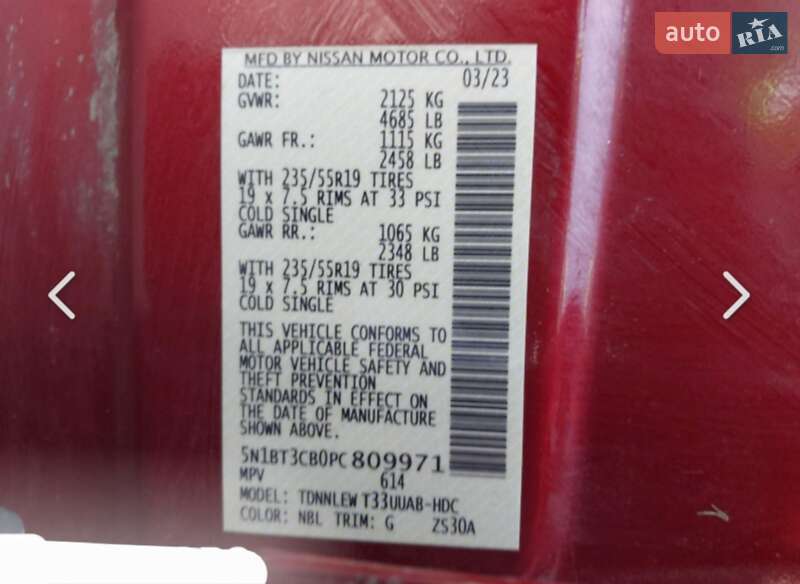 auto RIA
.com
MFD BY NISSAN MOTOR CO., LTD.
DATE: 03/23
GVWR: 2125 KG
4685 LB
GAWR FR.: 1115 KG
2458 LB
WITH 235/55R19 TIRES
19 x 7.5 RIMS AT 33 PSI
COLD SINGLE
GAWR RR.: 1065 KG
2348 LB
WITH 235/55R19 TIRES
19 x 7.5 RIMS AT 30 PSI
COLD SINGLE
THIS VEHICLE CONFORMS TO
ALL APPLICABLE FEDERAL
MOTOR VEHICLE SAFETY AND
THEFT PREVENTION
STANDARDS IN EFFECT ON
THE DATE OF MANUFACTURE
SHOWN ABOVE.
5N1BT3CB0PC809971
MPV 614
MODEL: TDNNLEW T33UUAB-HDC
COLOR: NBL TRIM: G ZS30A